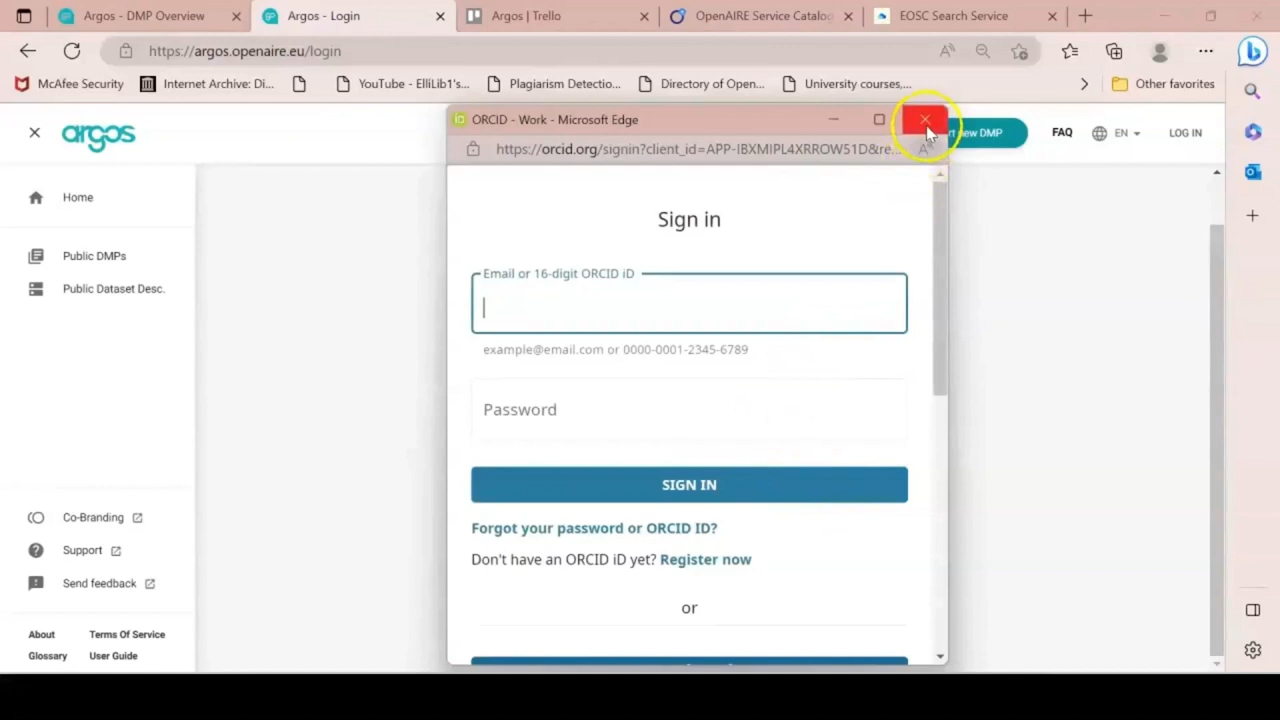 Argos - DMP Overview
Argos - Login
Argos | Trello
OpenAIRE Service Catalog
EOSC Search Service
https://argos.openaire.eu/login
McAfee Security
Internet Archive: Di...
YouTube - ElliLib1's...
Plagiarism Detectio...
Directory of Open...
University courses,...
Other favorites
argos
FAQ
EN
LOG IN
new DMP
ORCID - Work - Microsoft Edge
https://orcid.org/signin?client_id=APP-IBXMIPL4XRROW51D&re...
Home
Public DMPs
Public Dataset Desc.
Co-Branding
Support
Send feedback
About
Terms Of Service
Glossary
User Guide
Sign in
Email or 16-digit ORCID iD
example@email.com or 0000-0001-2345-6789
Password
SIGN IN
Forgot your password or ORCID ID?
Don't have an ORCID iD yet? Register now
or